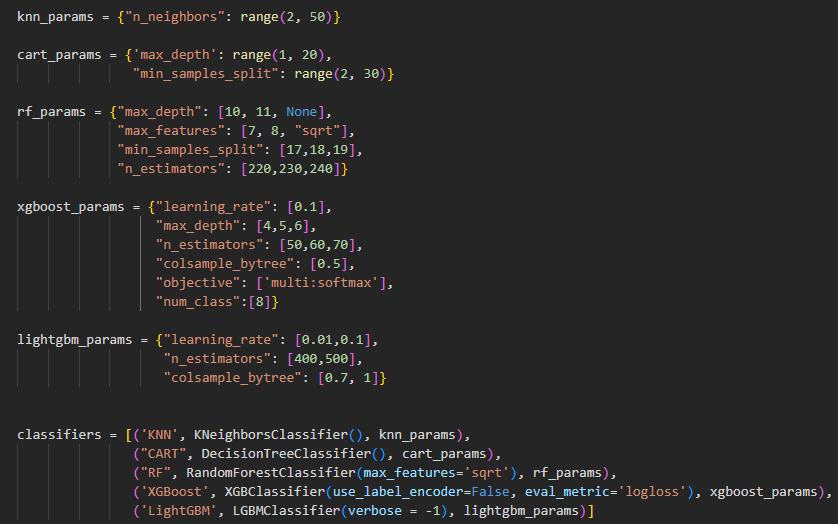 knn_params = {"n_neighbors": range(2, 50)}
cart_params = {'max_depth': range(1, 20),
"min_samples_split": range(2, 30)}
rf_params = {"max_depth": [10, 11, None],
"max_features": [7, 8, "sqrt"],
"min_samples_split": [17,18,19],
"n_estimators": [220,230,240]}
xgboost_params = {"learning_rate": [0.1],
"max_depth": [4,5,6],
"n_estimators": [50,60,70],
"colsample_bytree": [0.5],
"objective": ['multi:softmax'],
"num_class":[8]}
lightgbm_params = {"learning_rate": [0.01,0.1],
"n_estimators": [400,500],
"colsample_bytree": [0.7, 1]}
classifiers = [('KNN', KNeighborsClassifier(), knn_params),
("CART", DecisionTreeClassifier(), cart_params),
("RF", RandomForestClassifier(max_features='sqrt'), rf_params),
('XGBoost', XGBClassifier(use_label_encoder=False, eval_metric='logloss'), xgboost_params),
('LightGBM', LGBMClassifier(verbose = -1), lightgbm_params)]